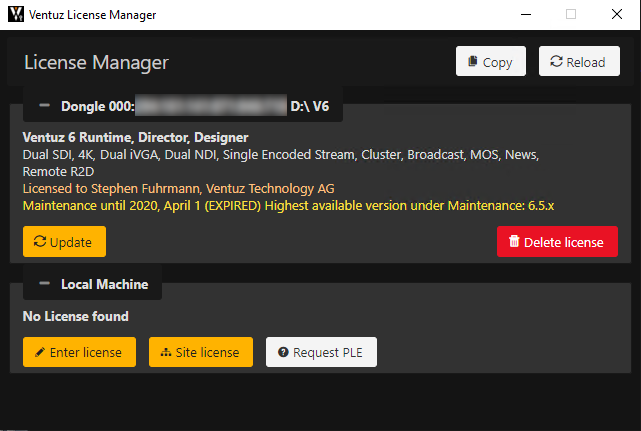 Ventuz License Manager
License Manager
Copy
Reload
Dongle 000: D:\ V6
Ventuz 6 Runtime, Director, Designer
Dual SDI, 4K, Dual iVGA, Dual NDI, Single Encoded Stream, Cluster, Broadcast, MOS, News,
Remote R2D
Licensed to Stephen Fuhrmann, Ventuz Technology AG
Maintenance until 2020, April 1 (EXPIRED) Highest available version under Maintenance: 6.5.x
Update
Delete license
Local Machine
No License found
Enter license
Site license
Request PLE